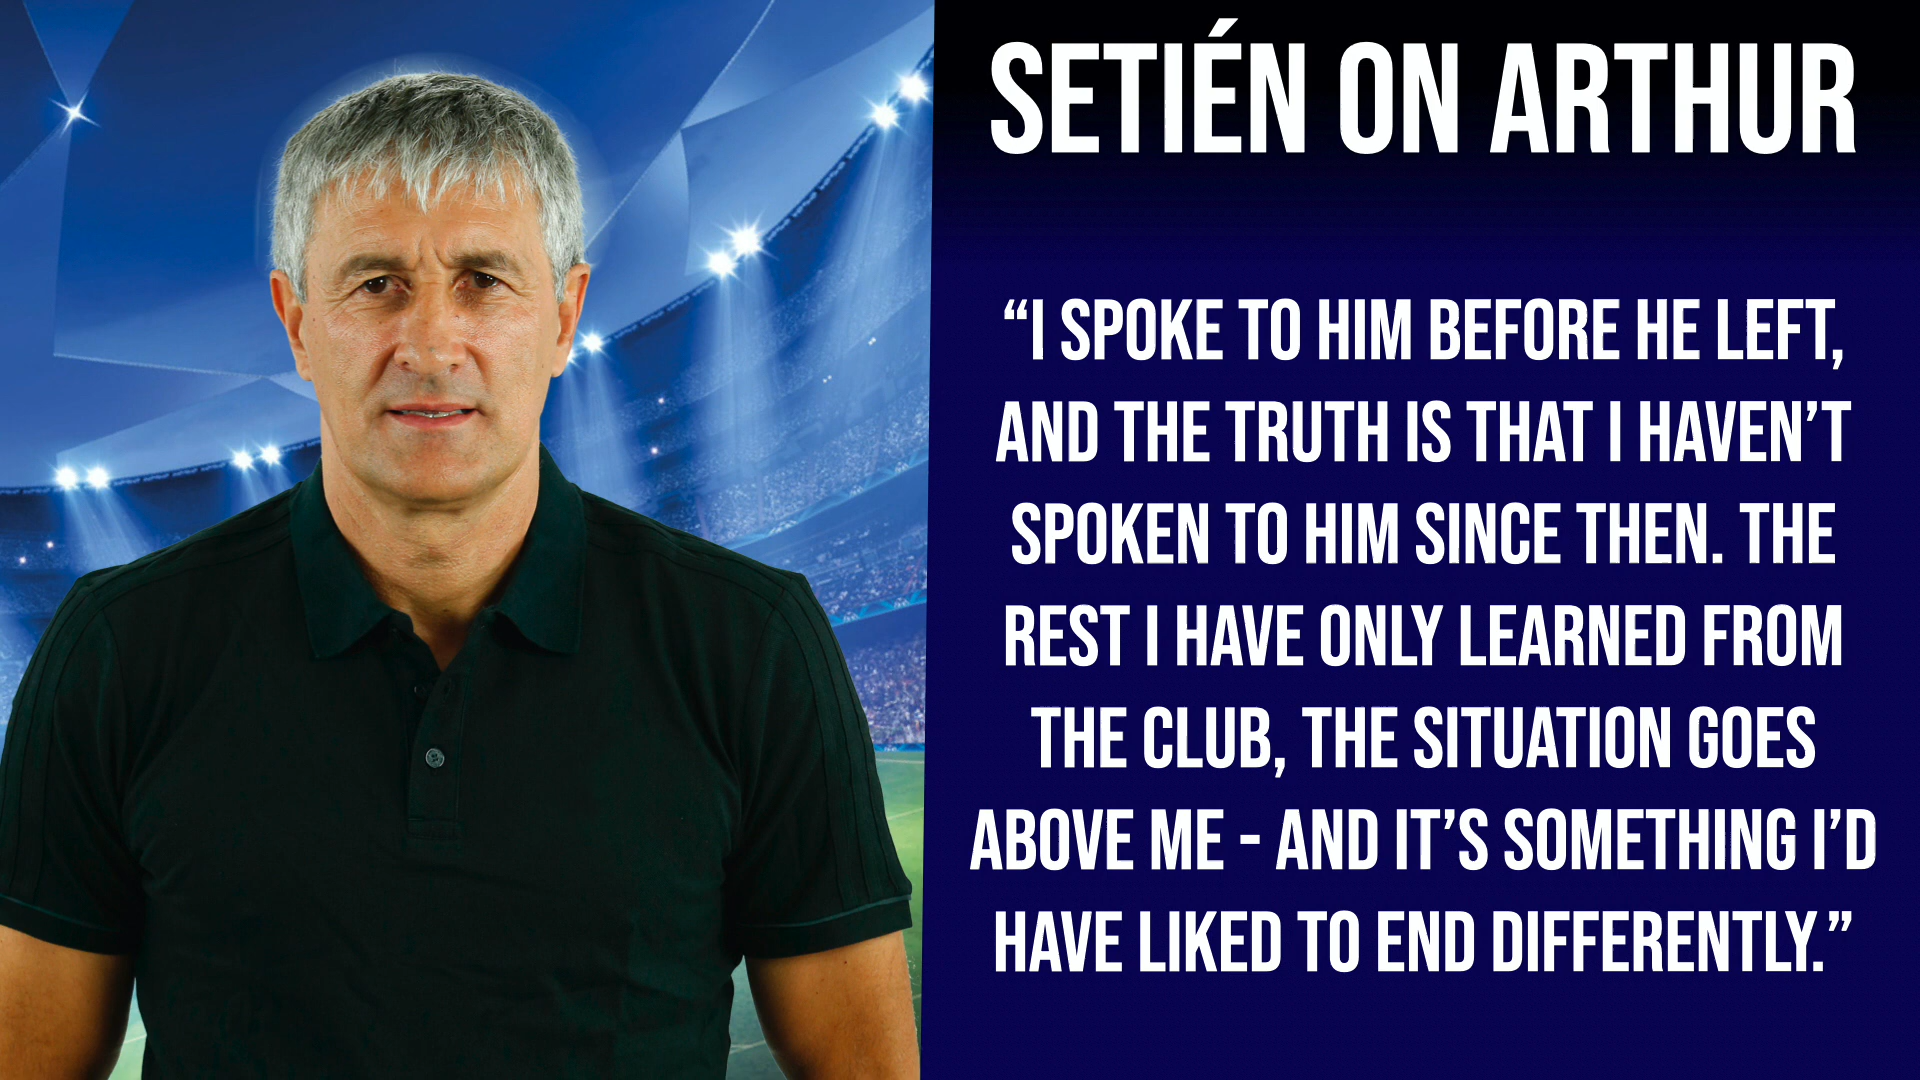 SETIÉN ON ARTHUR
“I SPOKE TO HIM BEFORE HE LEFT,
AND THE TRUTH IS THAT I HAVEN’T
SPOKEN TO HIM SINCE THEN. THE
REST I HAVE ONLY LEARNED FROM
THE CLUB, THE SITUATION GOES
ABOVE ME - AND IT’S SOMETHING I’D
HAVE LIKED TO END DIFFERENTLY.”